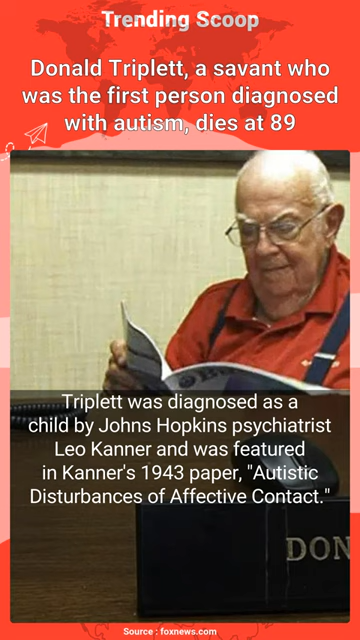 Trending Scoop
Donald Triplett, a savant who
was the first person diagnosed
with autism, dies at 89
Triplett was diagnosed as a
child by Johns Hopkins psychiatrist
Leo Kanner and was featured
in Kanner's 1943 paper, "Autistic
Disturbances of Affective Contact."
DON
Source : foxnews.com